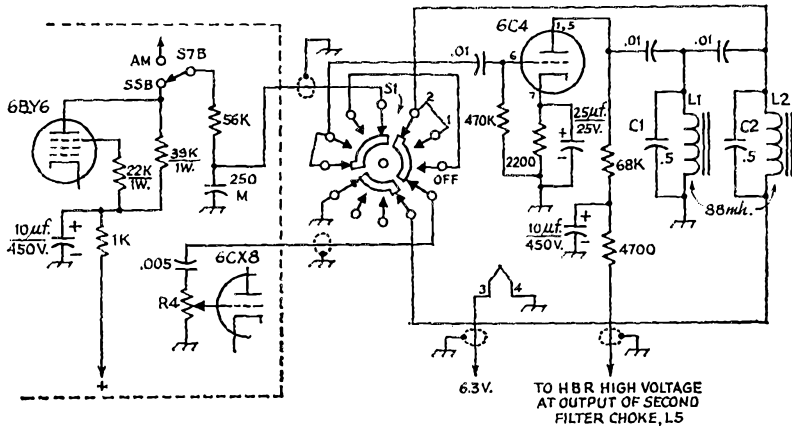 AM
S7B
SSB
6BY6
56K
39K
1W.
22K
1W.
250
M
10µf.
450V.
+
-
1K
.005
6CX8
R4
+
S1
2
1
OFF
6C4
1,5
.01
6
7
470K
2200
25µf.
25V.
+
-
.01
.01
L1
L2
C1
.5
C2
.5
68K
88mh.
10µf.
450V.
+
-
4700
3
4
6.3V.
TO HBR HIGH VOLTAGE
AT OUTPUT OF SECOND
FILTER CHOKE, L5